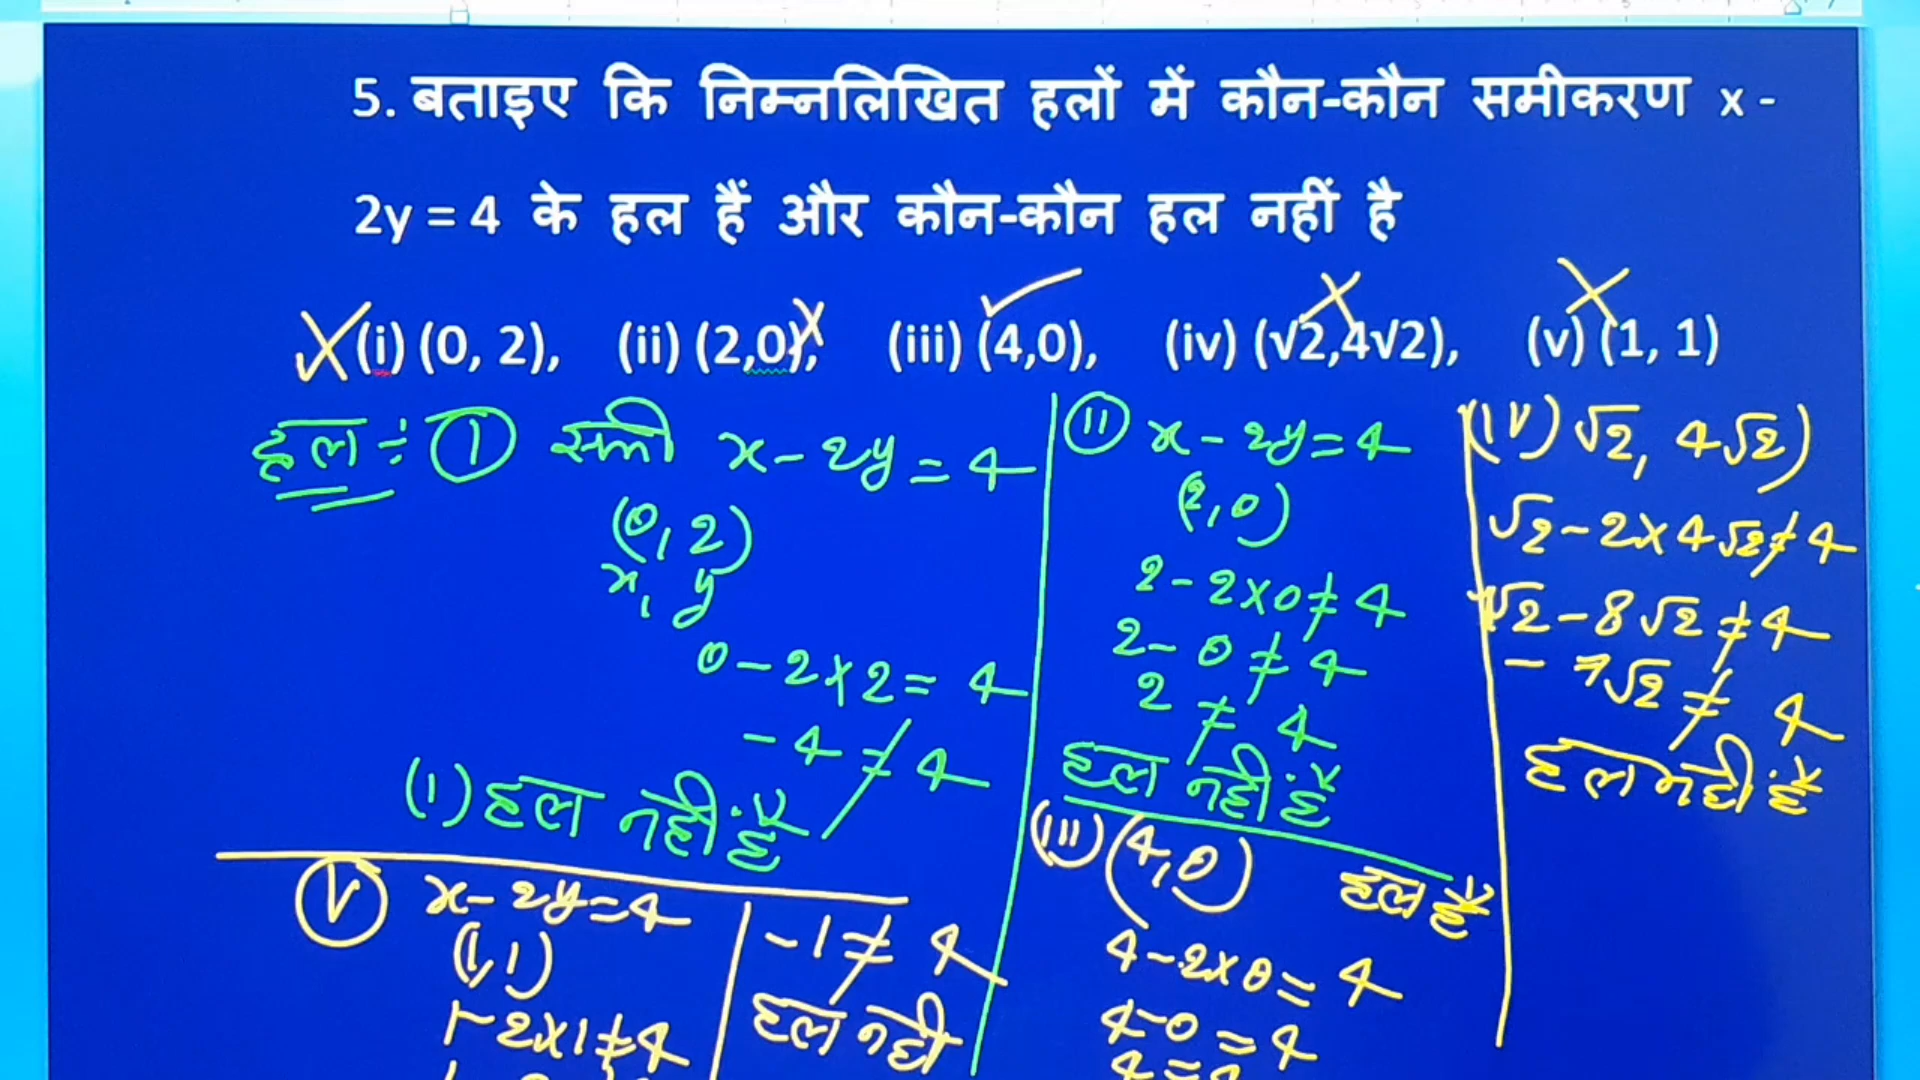 5. बताइए कि निम्नलिखित हलों में कौन-कौन समीकरण x -
2y = 4 के हल हैं और कौन-कौन हल नहीं है
(i) (0, 2), (ii) (2,0), (iii) (4,0), (iv) (√2,4√2), (v) (1, 1)
हल ÷ ① समी x - 2y = 4
(0, 2)
x, y
0 - 2 × 2 = 4
- 4 ≠ 4
(1) हल नहीं है
(II) x - 2y = 4
(2, 0)
2 - 2 × 0 ≠ 4
2 - 0 ≠ 4
2 ≠ 4
हल नहीं है
(III) (4, 0) हल है
4 - 2 × 0 = 4
4 - 0 = 4
(IV) √2, 4√2)
√2 - 2 × 4√2 ≠ 4
√2 - 8√2 ≠ 4
- 7√2 ≠ 4
हल नहीं है
(V) x - 2y = 4
(1, 1)
1 - 2 × 1 ≠ 4
- 1 ≠ 4
हल नहीं